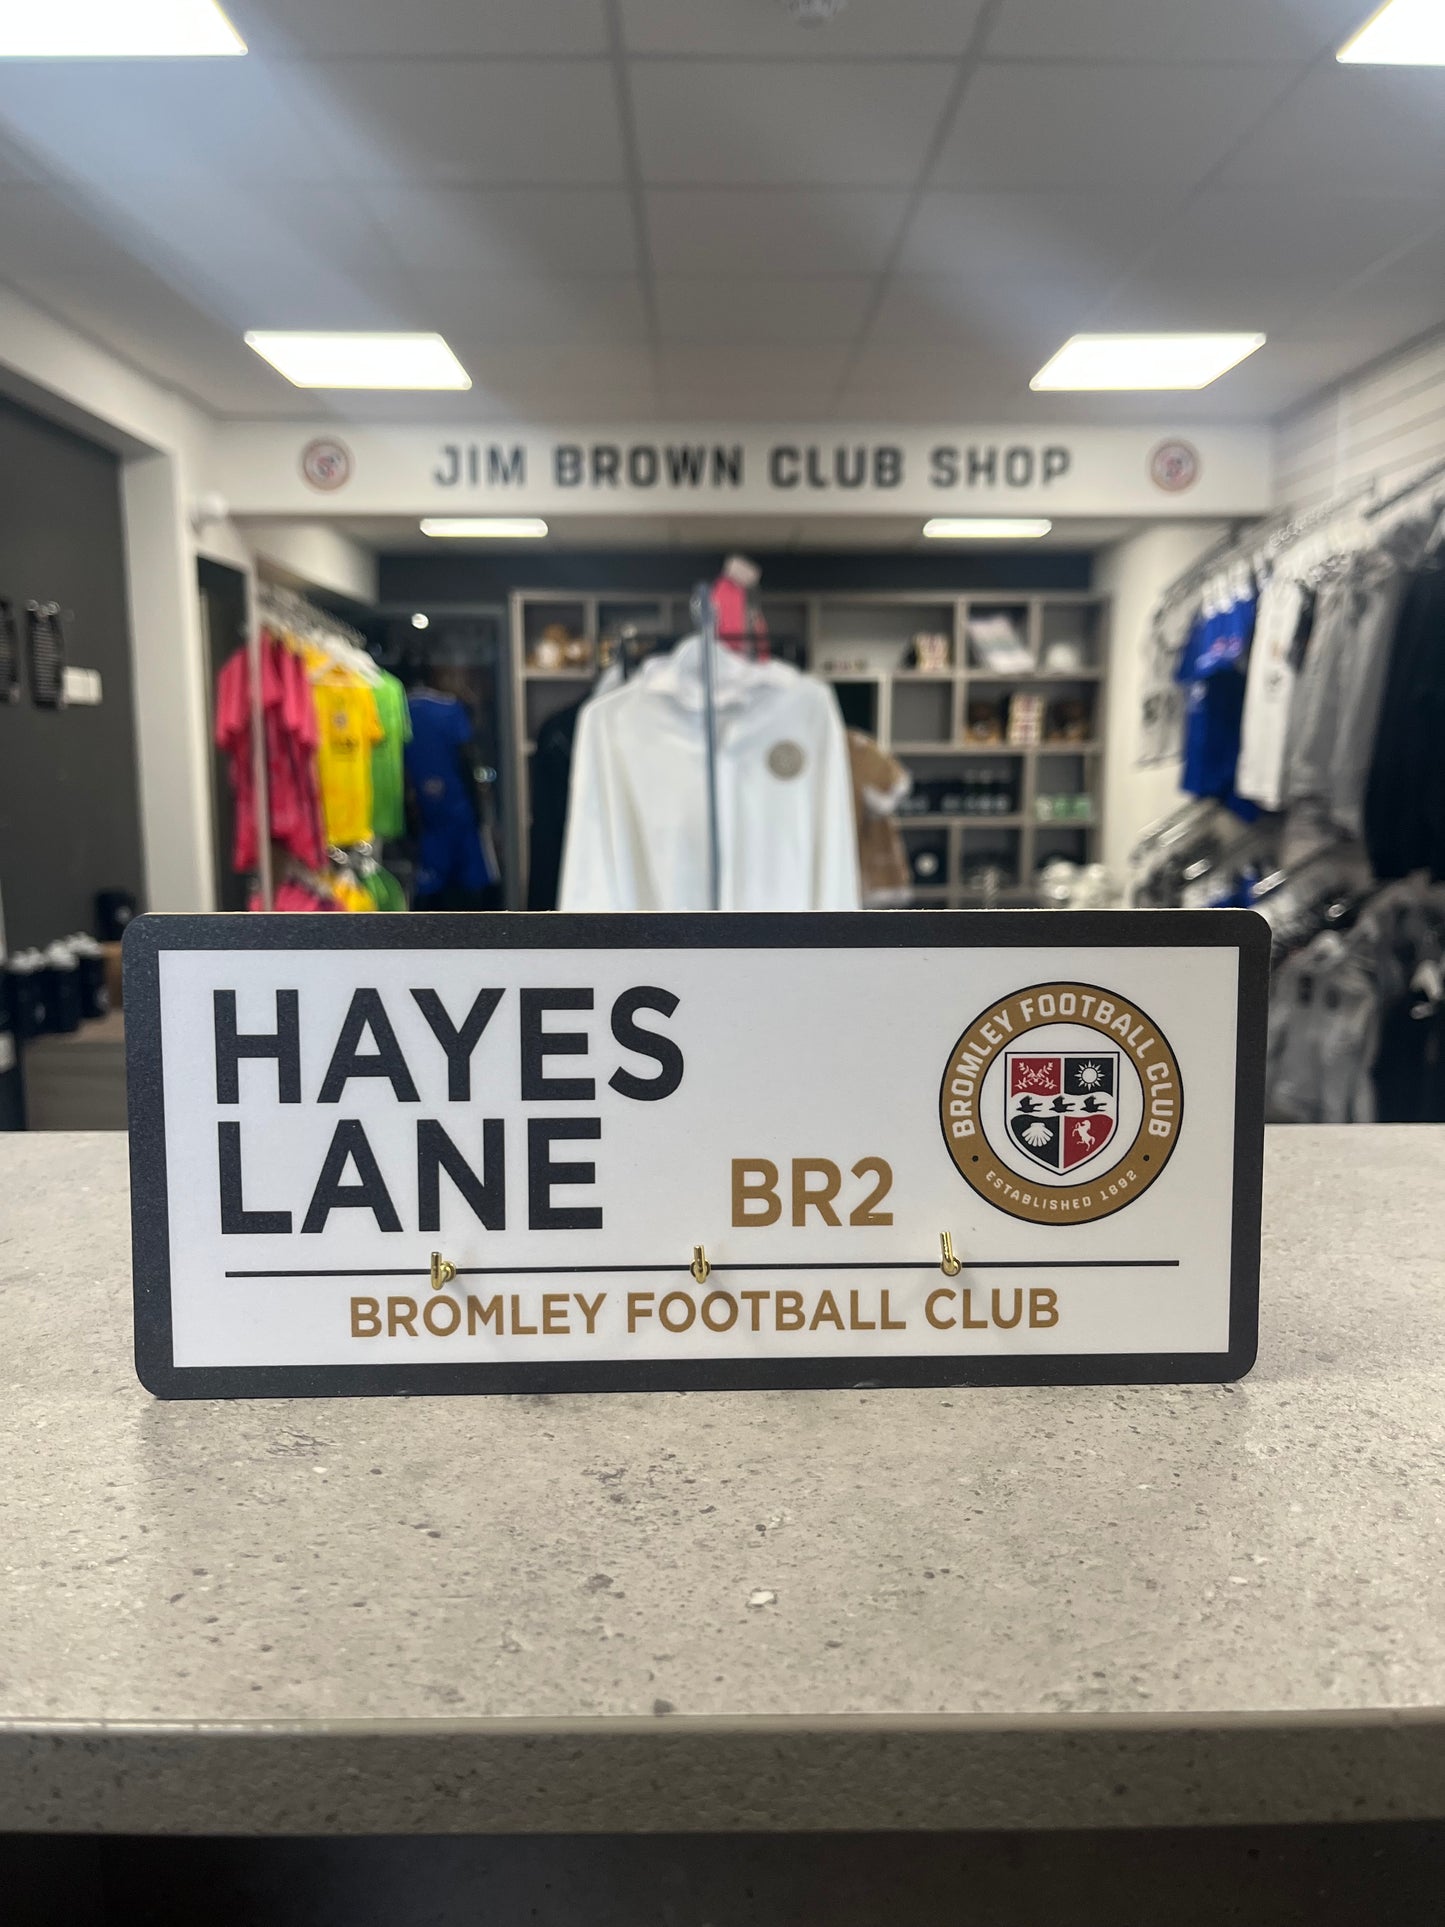 JIM BROWN CLUB SHOP
HAYES
LANE
BR2
BROMLEY FOOTBALL CLUB
ESTABLISHED 1892
BROMLEY FOOTBALL CLUB